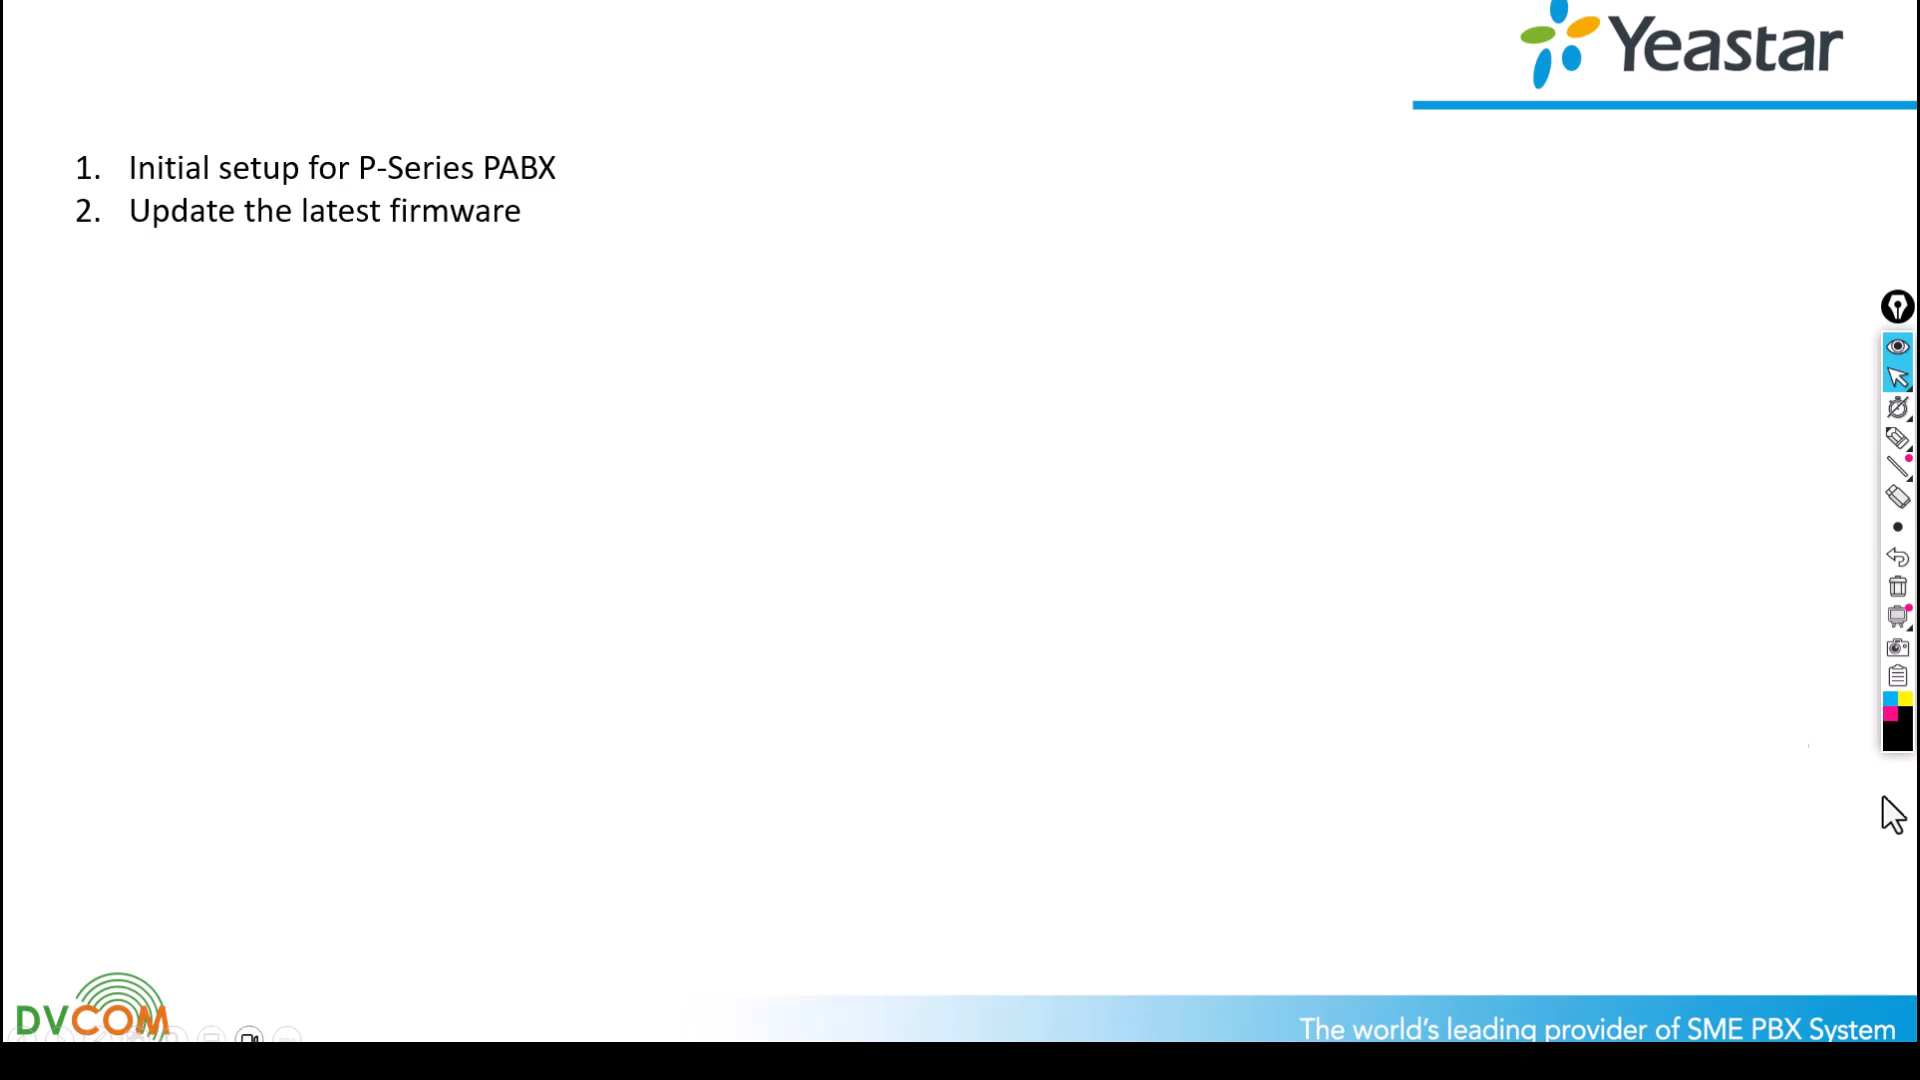 Yeastar
1. Initial setup for P-Series PABX
2. Update the latest firmware
DVCOM
The world's leading provider of SME PBX System